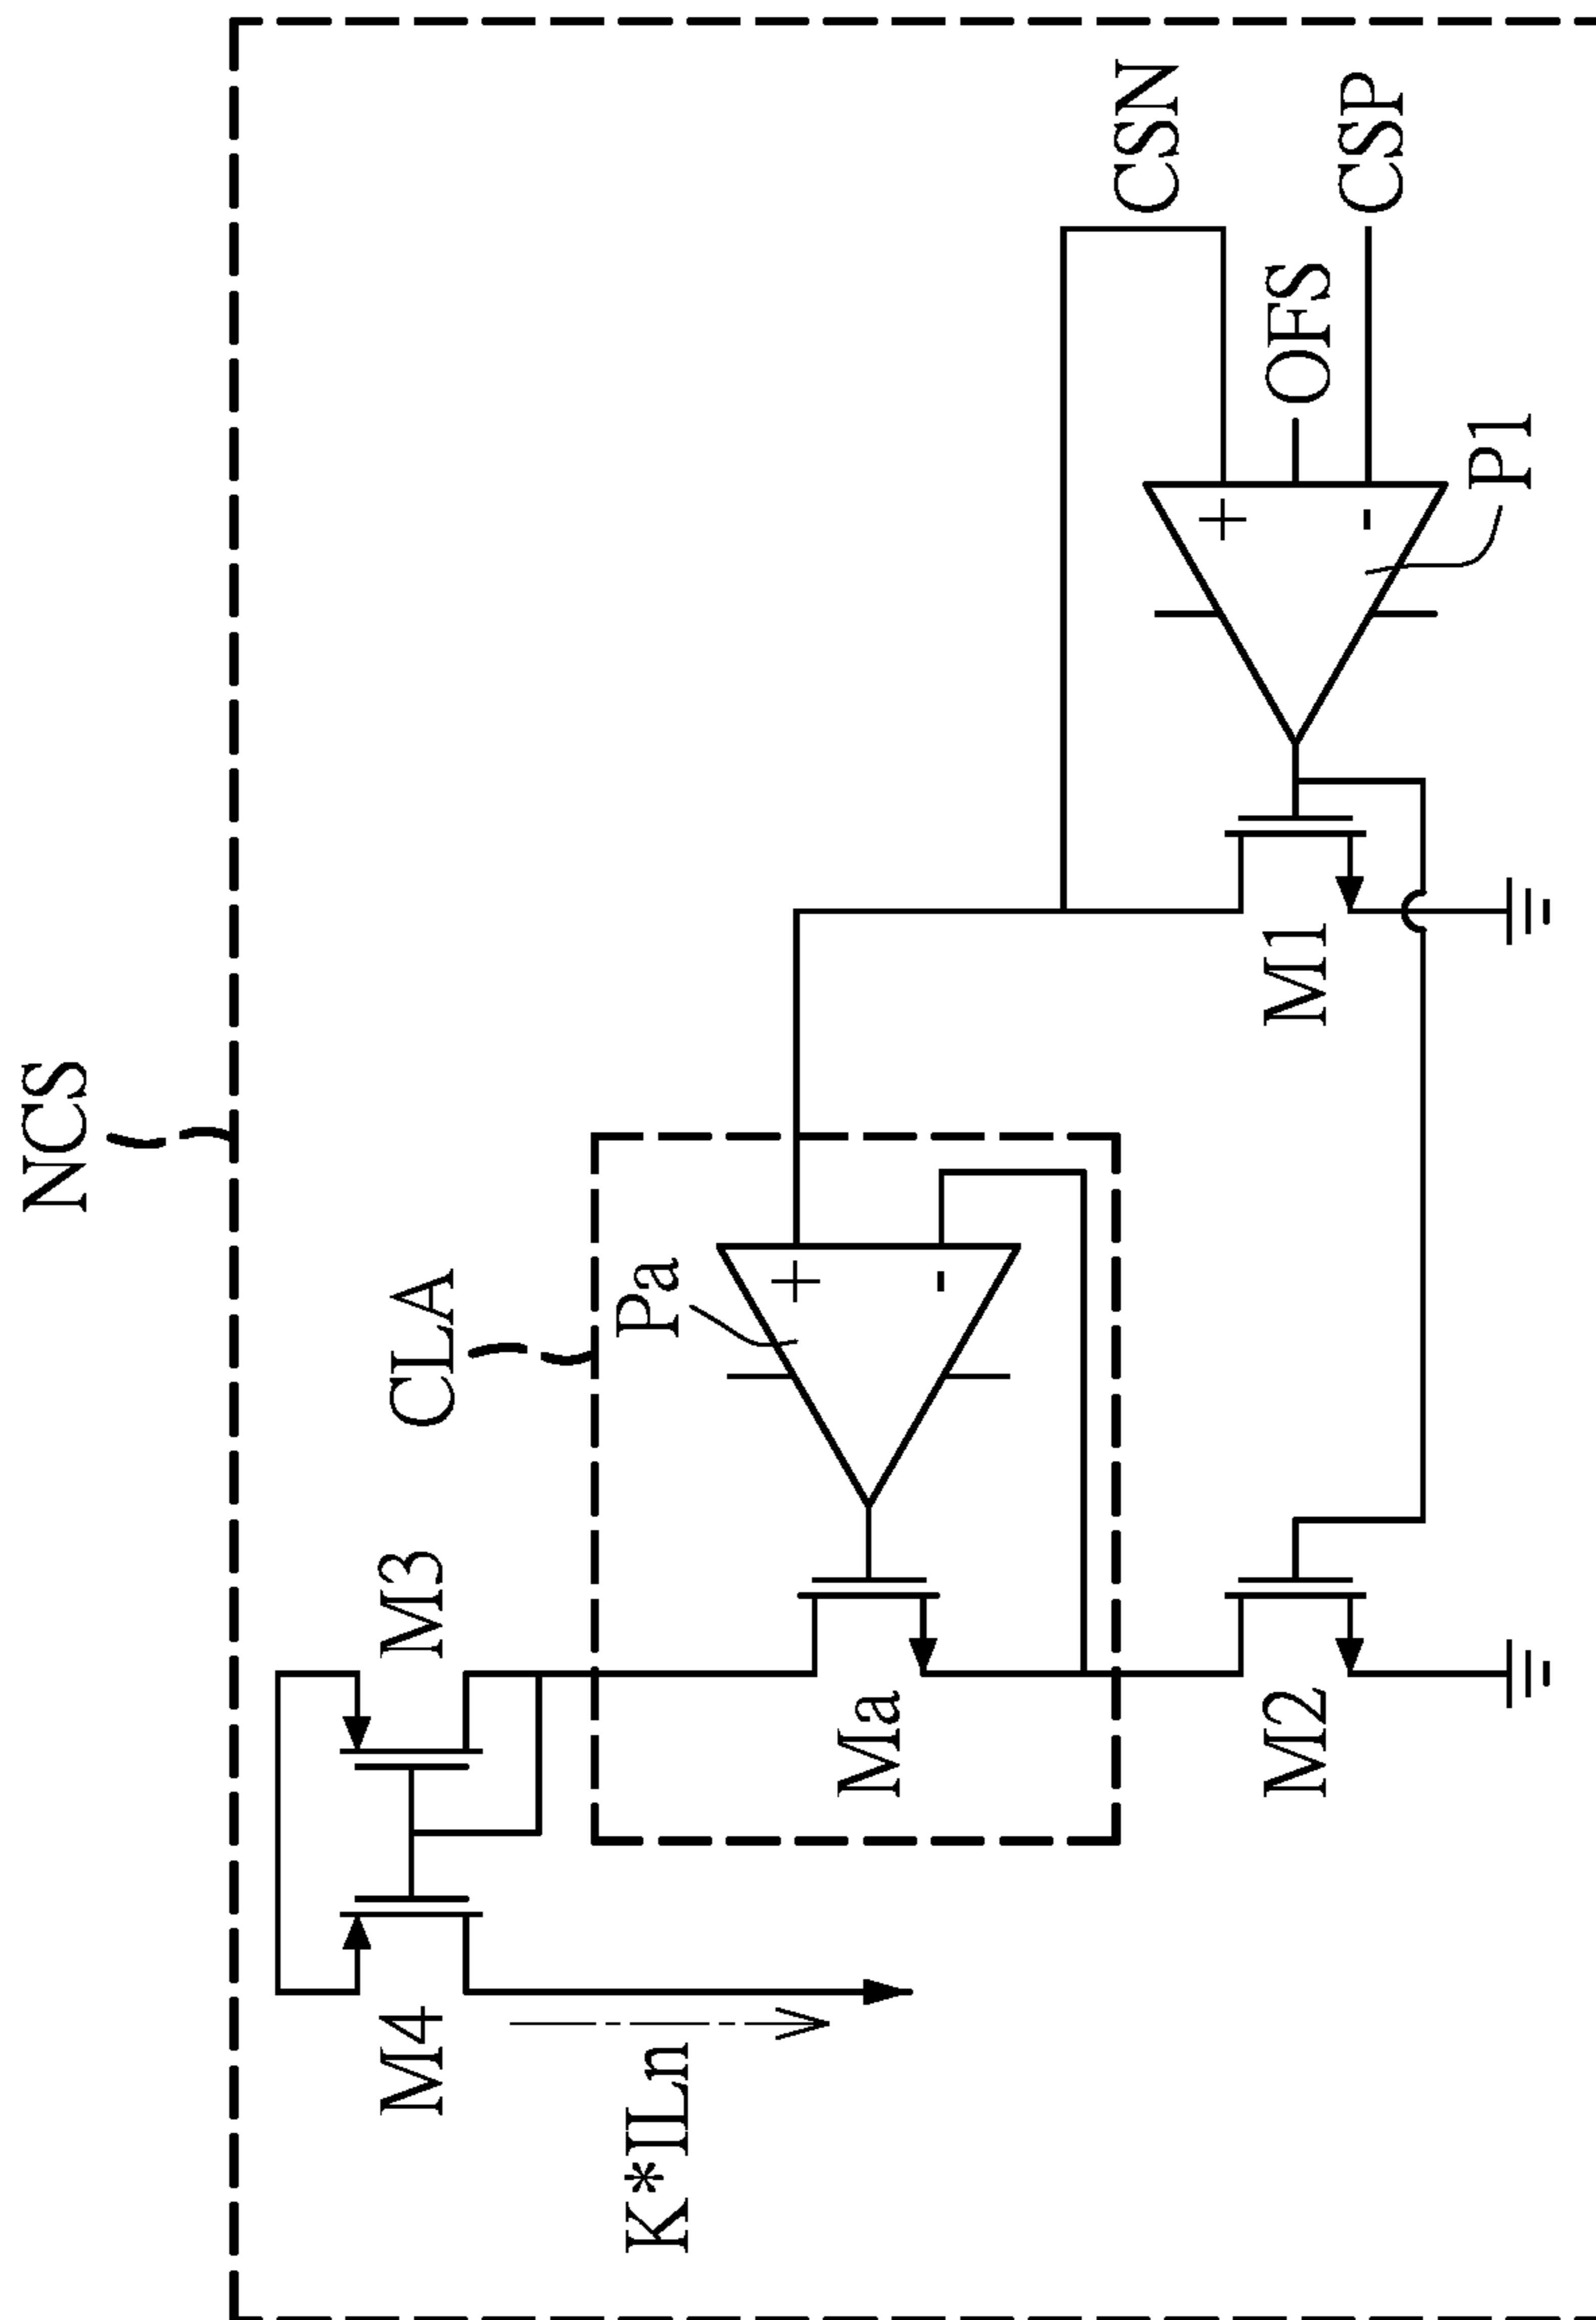 NCS
M4
M3
CLA
K*ILn
Pa
+
Ma
-
CSN
+
M2
M1
OFS
-
CSP
P1